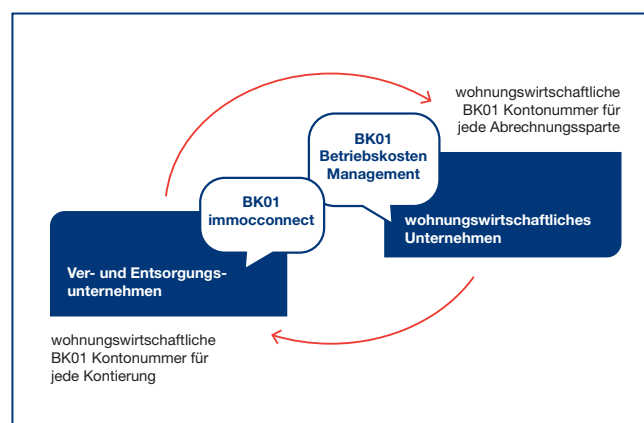 wohnungswirtschaftliche
BK01 Kontonummer für
jede Abrechnungssparte
BK01
Betriebskosten
Management
BK01
immocconnect
wohnungswirtschaftliches
Unternehmen
Ver- und Entsorgungs-
unternehmen
wohnungswirtschaftliche
BK01 Kontonummer für
jede Kontierung